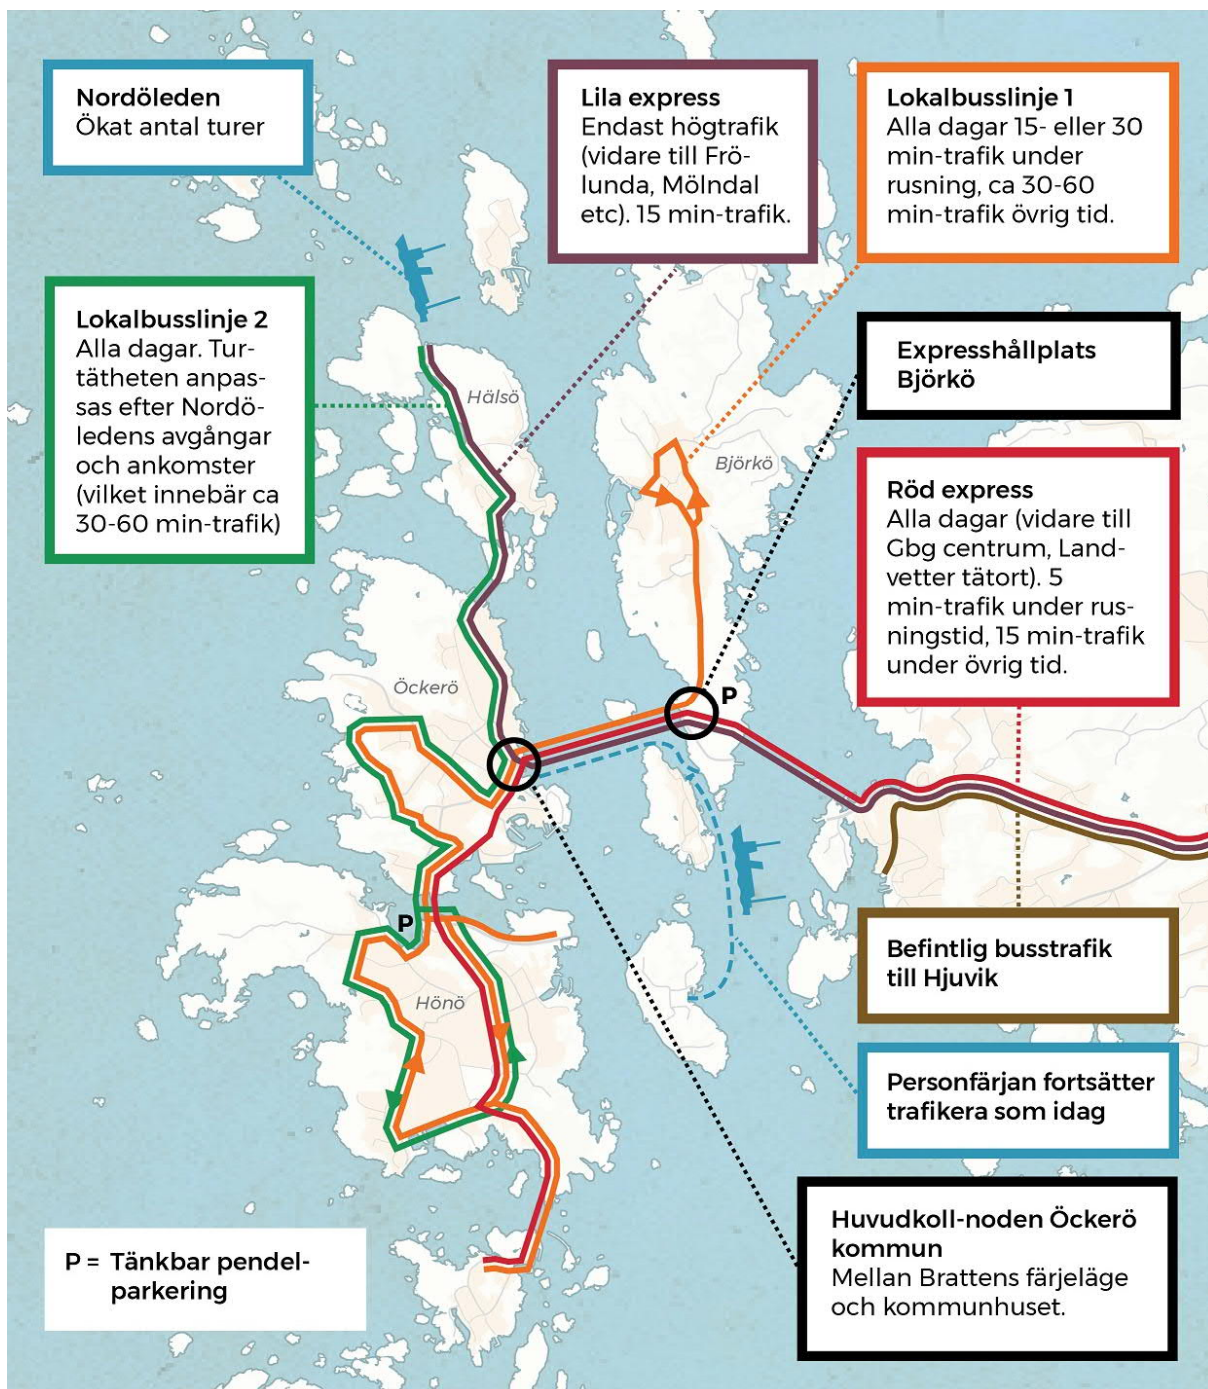 Nordöleden
Ökat antal turer
Lila express
Endast högtrafik
(vidare till Frö-
lunda, Mölndal
etc). 15 min-trafik.
Lokalbusslinje 1
Alla dagar 15- eller 30
min-trafik under
rusning, ca 30-60
min-trafik övrig tid.
Lokalbusslinje 2
Alla dagar. Tur-
tätheten anpas-
sas efter Nordö-
ledens avgångar
och ankomster
(vilket innebär ca
30-60 min-trafik)
Expresshållplats
Björkö
Hälsö
Björkö
Röd express
Alla dagar (vidare till
Gbg centrum, Land-
vetter tätort). 5
min-trafik under rus-
ningstid, 15 min-trafik
under övrig tid.
Öckerö
P
P
Hönö
Befintlig busstrafik
till Hjuvik
Personfärjan fortsätter
trafikera som idag
Huvudkoll-noden Öckerö
kommun
Mellan Brattens färjeläge
och kommunhuset.
P = Tänkbar pendel-
parkering